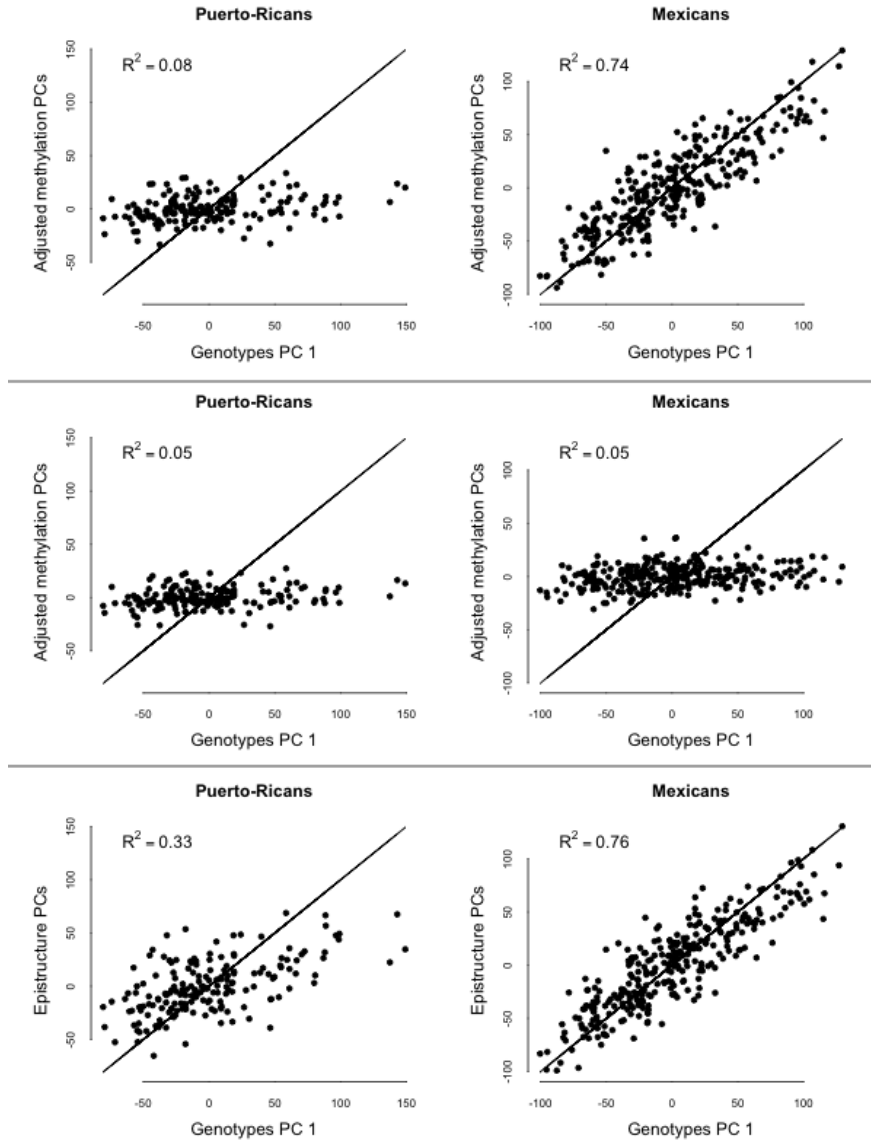 Puerto-Ricans
R² = 0.08
Adjusted methylation PCs
150
100
50
0
-50
-50 0 50 100 150
Genotypes PC 1
Mexicans
R² = 0.74
Adjusted methylation PCs
100
50
0
-50
-100
-100 -50 0 50 100
Genotypes PC 1
Puerto-Ricans
R² = 0.05
Adjusted methylation PCs
150
100
50
0
-50
-50 0 50 100 150
Genotypes PC 1
Mexicans
R² = 0.05
Adjusted methylation PCs
100
50
0
-50
-100
-100 -50 0 50 100
Genotypes PC 1
Puerto-Ricans
R² = 0.33
Epistructure PCs
150
100
50
0
-50
-50 0 50 100 150
Genotypes PC 1
Mexicans
R² = 0.76
Epistructure PCs
100
50
0
-50
-100
-100 -50 0 50 100
Genotypes PC 1